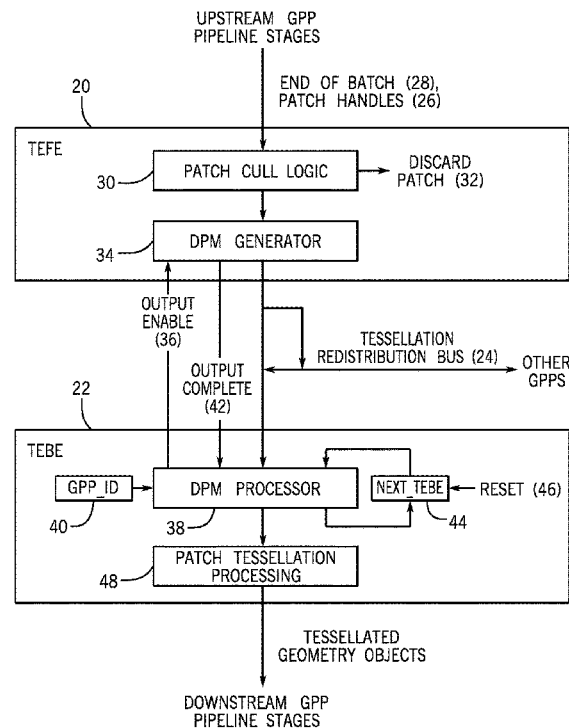 UPSTREAM GPP
PIPELINE STAGES
END OF BATCH (28),
PATCH HANDLES (26)
20
TEFE
PATCH CULL LOGIC
30
DISCARD
PATCH (32)
DPM GENERATOR
34
OUTPUT
ENABLE
(36)
OUTPUT
COMPLETE
(42)
TESSELLATION
REDISTRIBUTION BUS (24)
OTHER
GPPS
22
TEBE
GPP_ID
40
DPM PROCESSOR
38
NEXT_TEBE
44
RESET (46)
PATCH TESSELLATION
PROCESSING
48
TESSELLATED
GEOMETRY OBJECTS
DOWNSTREAM GPP
PIPELINE STAGES